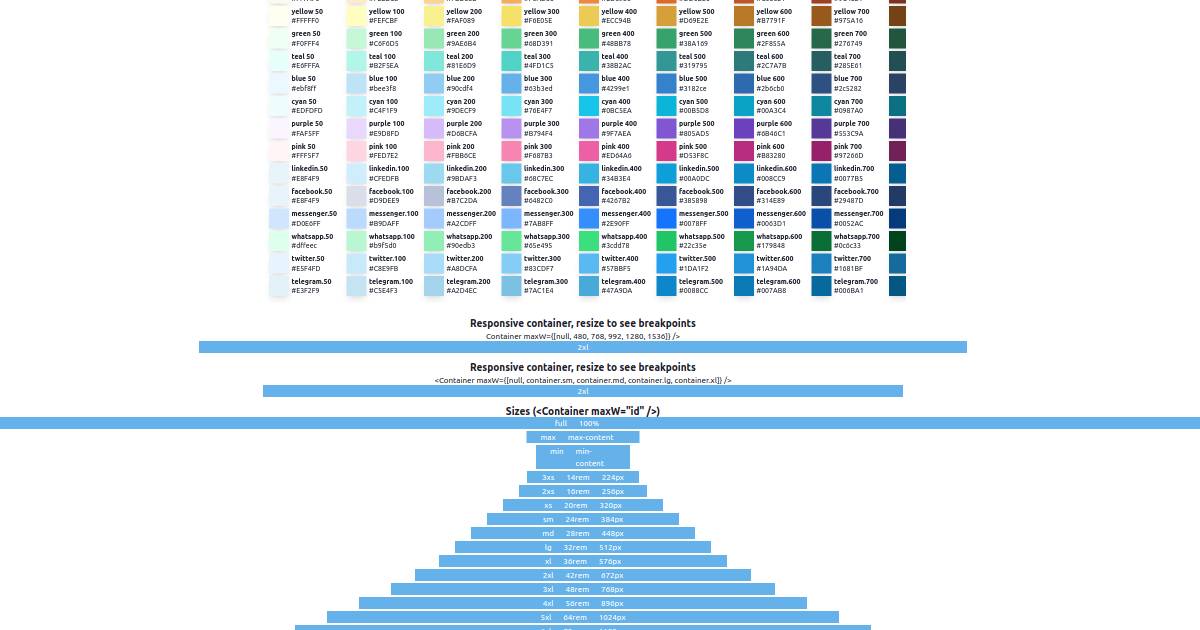 yellow 50 yellow 100 yellow 200 yellow 300 yellow 400 yellow 500 yellow 600 yellow 700
#FFFFF0 #FEFCBF #FAF089 #F6E05E #ECC94B #D69E2E #B7791F #975A16
green 50 green 100 green 200 green 300 green 400 green 500 green 600 green 700
#F0FFF4 #C6F6D5 #9AE6B4 #68D391 #48BB78 #38A169 #2F855A #276749
teal 50 teal 100 teal 200 teal 300 teal 400 teal 500 teal 600 teal 700
#E6FFFA #B2F5EA #81E6D9 #4FD1C5 #38B2AC #319795 #2C7A7B #285E61
blue 50 blue 100 blue 200 blue 300 blue 400 blue 500 blue 600 blue 700
#ebf8ff #bee3f8 #90cdf4 #63b3ed #4299e1 #3182ce #2b6cb0 #2c5282
cyan 50 cyan 100 cyan 200 cyan 300 cyan 400 cyan 500 cyan 600 cyan 700
#EDFDFD #C4F1F9 #9DECF9 #76E4F7 #0BC5EA #00B5D8 #00A3C4 #0987A0
purple 50 purple 100 purple 200 purple 300 purple 400 purple 500 purple 600 purple 700
#FAF5FF #E9D8FD #D6BCFA #B794F4 #9F7AEA #805AD5 #6B46C1 #553C9A
pink 50 pink 100 pink 200 pink 300 pink 400 pink 500 pink 600 pink 700
#FFF5F7 #FED7E2 #FBB6CE #F687B3 #ED64A6 #D53F8C #B83280 #97266D
linkedin.50 linkedin.100 linkedin.200 linkedin.300 linkedin.400 linkedin.500 linkedin.600 linkedin.700
#E8F4F9 #CFEDFB #9BDAF3 #68C7EC #34B3E4 #00A0DC #008CC9 #0077B5
facebook.50 facebook.100 facebook.200 facebook.300 facebook.400 facebook.500 facebook.600 facebook.700
#E8F4F9 #D9DEE9 #B7C2DA #6482C0 #4267B2 #385898 #314E89 #29487D
messenger.50 messenger.100 messenger.200 messenger.300 messenger.400 messenger.500 messenger.600 messenger.700
#D0E6FF #B9DAFF #A2CDFF #7AB8FF #2E90FF #0078FF #0063D1 #0052AC
whatsapp.50 whatsapp.100 whatsapp.200 whatsapp.300 whatsapp.400 whatsapp.500 whatsapp.600 whatsapp.700
#dffeec #b9f5d0 #90edb3 #65e495 #3cdd78 #22c35e #179848 #0c6c33
twitter.50 twitter.100 twitter.200 twitter.300 twitter.400 twitter.500 twitter.600 twitter.700
#E5F4FD #C8E9FB #A8DCFA #83CDF7 #57BBF5 #1DA1F2 #1A94DA #1681BF
telegram.50 telegram.100 telegram.200 telegram.300 telegram.400 telegram.500 telegram.600 telegram.700
#E3F2F9 #C5E4F3 #A2D4EC #7AC1E4 #47A9DA #0088CC #007AB8 #006BA1
Responsive container, resize to see breakpoints
Container maxW={[null, 480, 768, 992, 1280, 1536]} />
2xl
Responsive container, resize to see breakpoints
<Container maxW={[null, container.sm, container.md, container.lg, container.xl]} />
2xl
Sizes (<Container maxW="id" />)
full 100%
max max-content
min min-
content
3xs 14rem 224px
2xs 16rem 256px
xs 20rem 320px
sm 24rem 384px
md 28rem 448px
lg 32rem 512px
xl 36rem 576px
2xl 42rem 672px
3xl 48rem 768px
4xl 56rem 896px
5xl 64rem 1024px